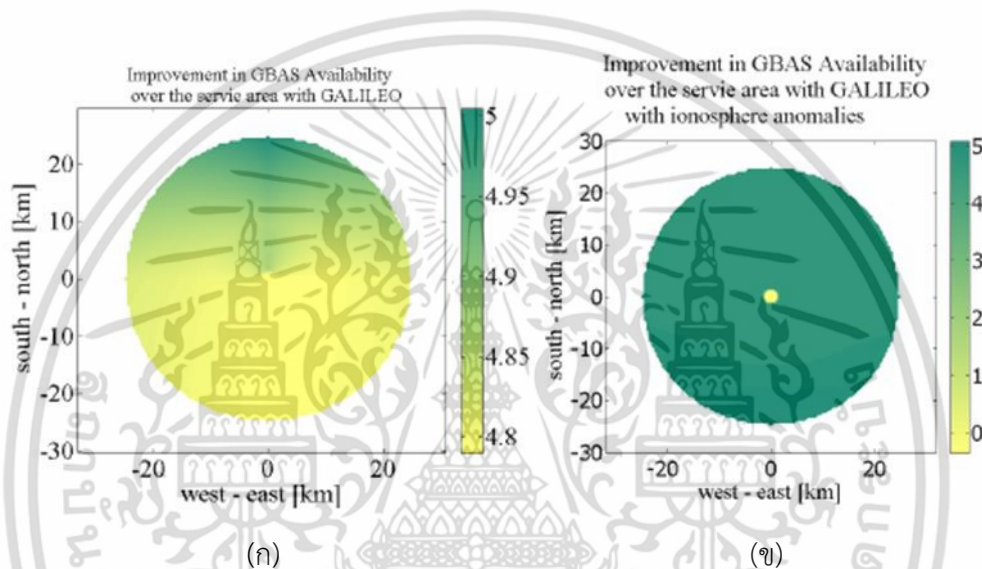 Improvement in GBAS Availability
over the servie area with GALILEO
20
10
0
-10
-20
-30
south - north [km]
-20
0
20
west - east [km]
5
4.95
4.9
4.85
4.8
(ก)
Improvement in GBAS Availability
over the servie area with GALILEO
with ionosphere anomalies
30
20
10
0
-10
-20
-30
south - north [km]
-20
0
20
west - east [km]
5
4
3
2
1
0
(ข)